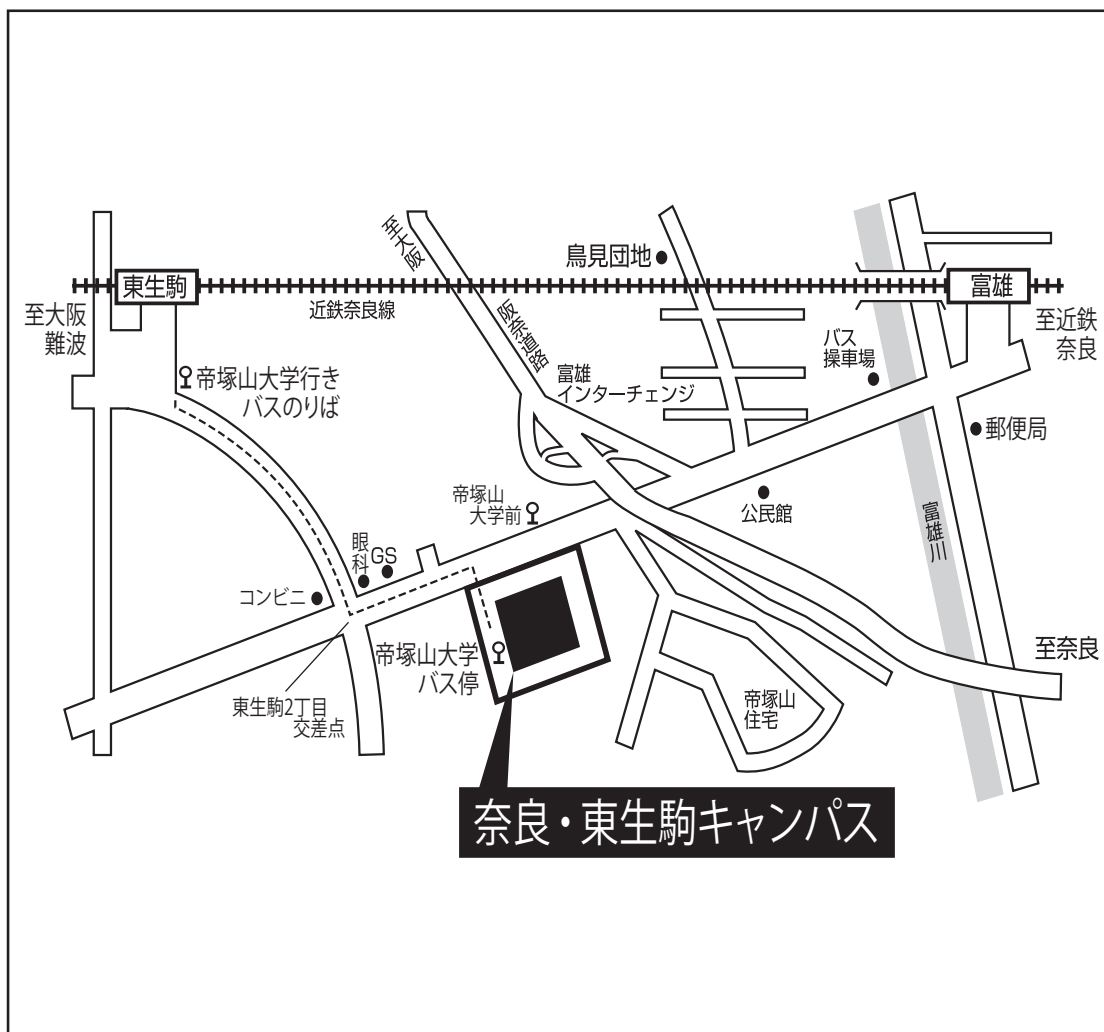 至大阪
鳥見団地
東生駒
富雄
近鉄奈良線
至大阪
難波
阪奈道路
至近鉄
奈良
バス
操車場
富雄
インターチェンジ
帝塚山大学行き
バスのりば
郵便局
帝塚山
大学前
公民館
富雄川
眼科
GS
コンビニ
帝塚山大学
バス停
至奈良
東生駒2丁目
交差点
帝塚山
住宅
奈良・東生駒キャンパス